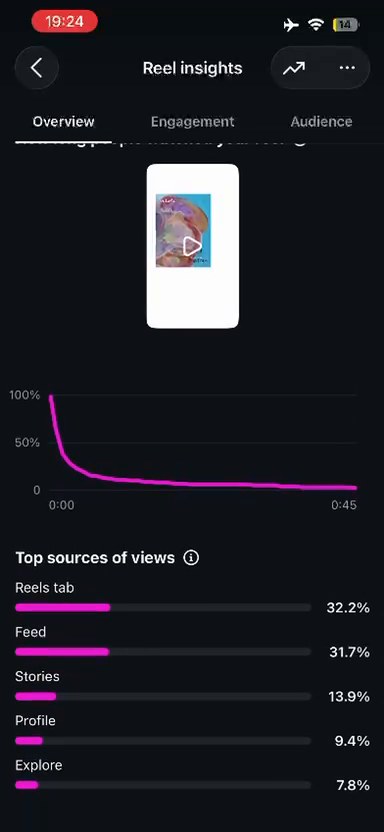 19:24
14
Reel insights
Overview
Engagement
Audience
100%
50%
0
0:00
0:45
Top sources of views
Reels tab
32.2%
Feed
31.7%
Stories
13.9%
Profile
9.4%
Explore
7.8%